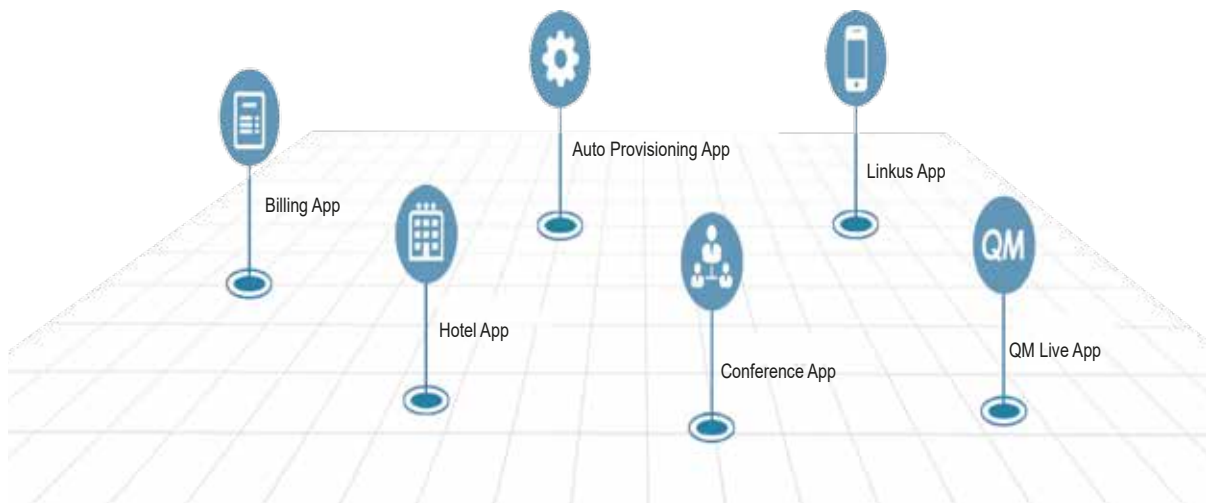 Auto Provisioning App
Linkus App
Billing App
QM
Hotel App
QM Live App
Conference App